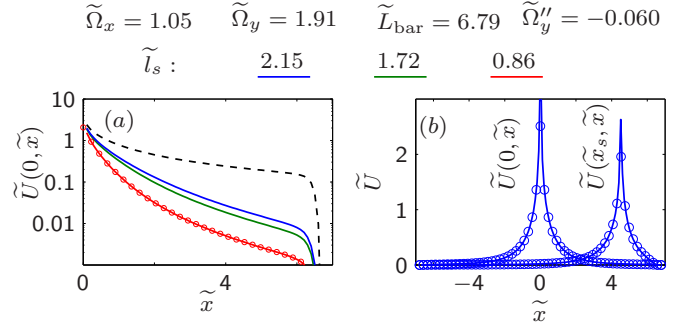 Ω̃ₓ = 1.05 Ω̃ᵧ = 1.91 L̃_bar = 6.79 Ω̃″ᵧ = −0.060
l̃ₛ : 2.15 1.72 0.86
(a)
10
1
0.1
0.01
0 4
x̃
Ũ(0, x̃)
(b)
2
1
0
−4 0 4
x̃
Ũ
Ũ(0, x̃)
Ũ(x̃ₛ, x̃)